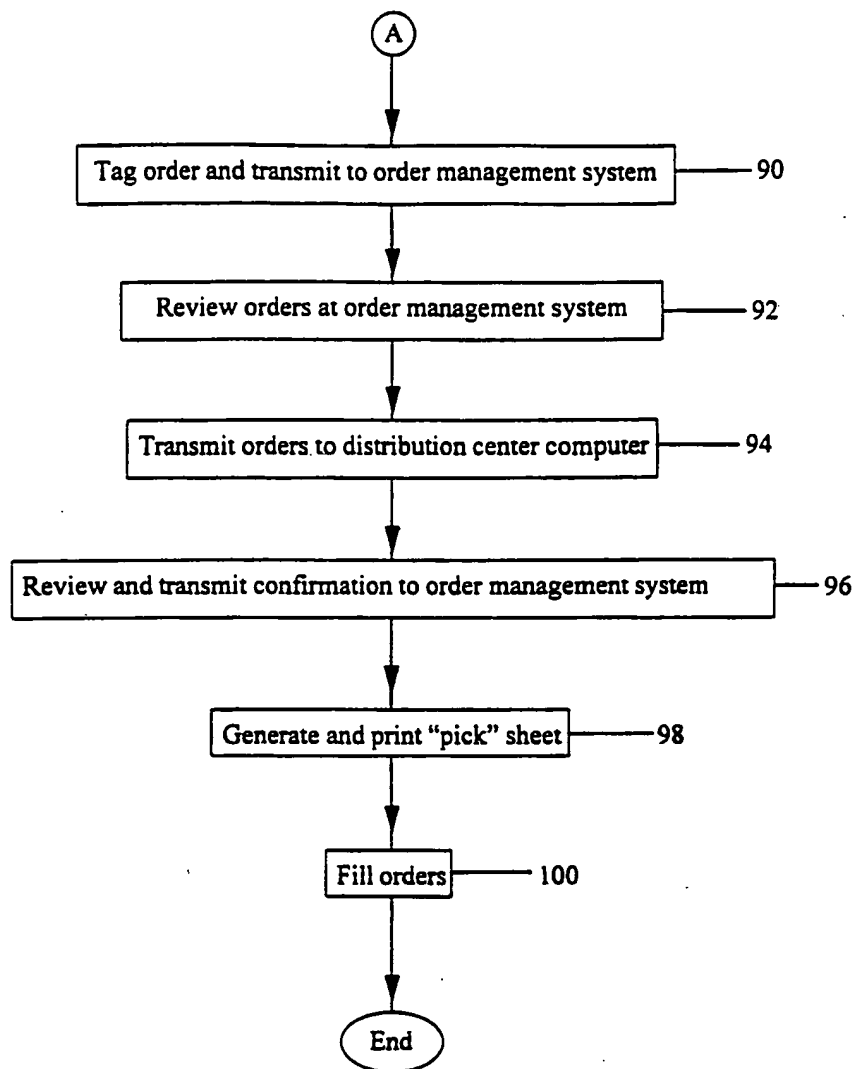 A
Tag order and transmit to order management system 90
Review orders at order management system 92
Transmit orders to distribution center computer 94
Review and transmit confirmation to order management system 96
Generate and print “pick” sheet 98
Fill orders 100
End